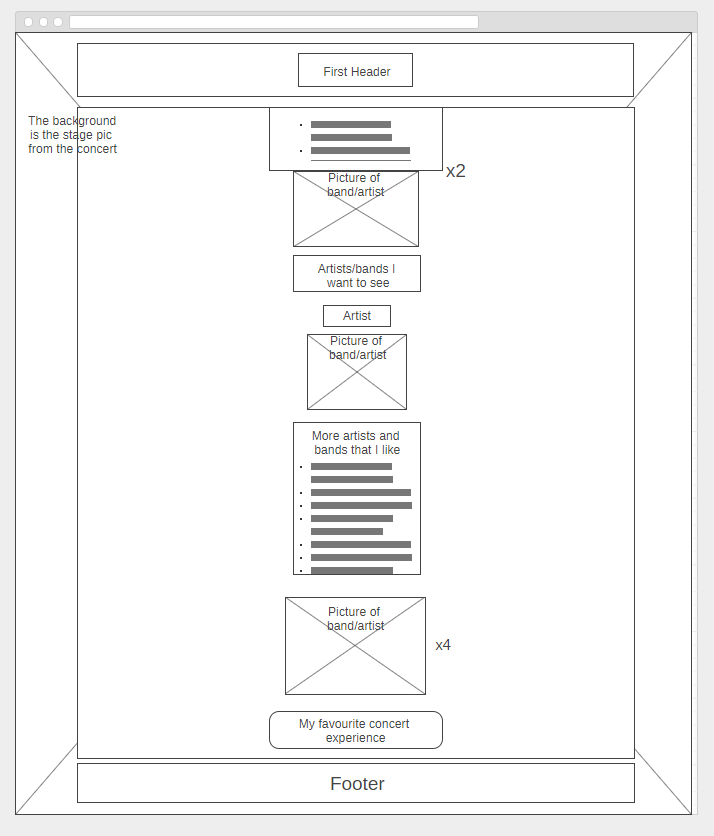 First Header
The background
is the stage pic
from the concert
x2
Picture of
band/artist
Artists/bands I
want to see
Artist
Picture of
band/artist
More artists and
bands that I like
Picture of
band/artist
x4
My favourite concert
experience
Footer